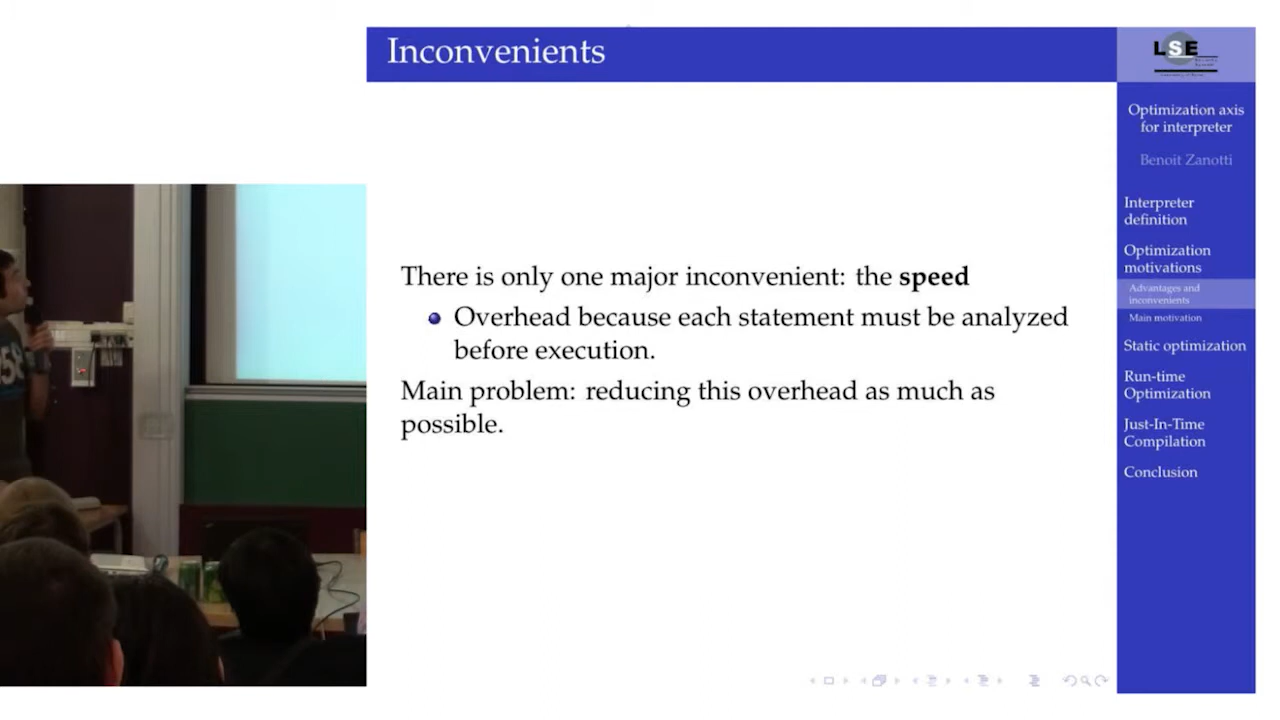 Inconvenients
LSE
Optimization axis
for interpreter
Benoit Zanotti
Interpreter
definition
Optimization
motivations
Advantages and
inconvenients
Main motivation
Static optimization
Run-time
Optimization
Just-In-Time
Compilation
Conclusion
There is only one major inconvenient: the speed
Overhead because each statement must be analyzed
before execution.
Main problem: reducing this overhead as much as
possible.